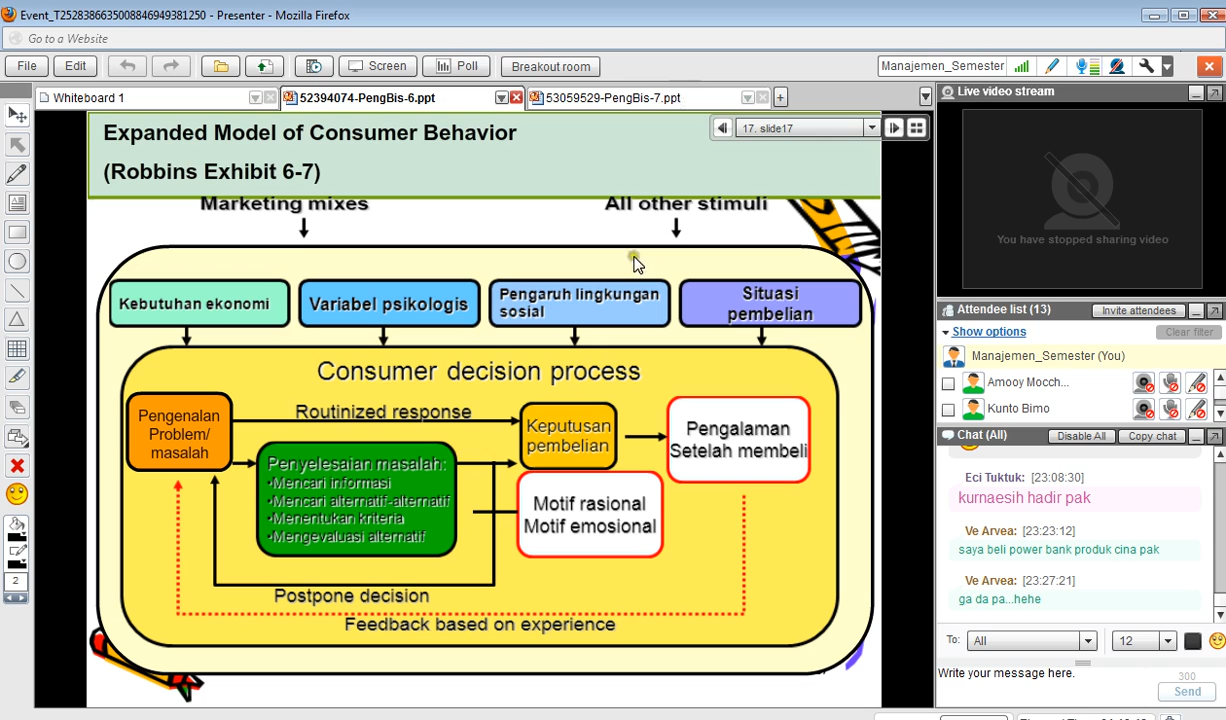 Event_T2528386635008846949381250 - Presenter - Mozilla Firefox
Go to a Website
File
Edit
Screen
Poll
Breakout room
Manajemen_Semester
Whiteboard 1
52394074-PengBis-6.ppt
53059529-PengBis-7.ppt
Expanded Model of Consumer Behavior
(Robbins Exhibit 6-7)
17. slide17
Marketing mixes
All other stimuli
Kebutuhan ekonomi
Variabel psikologis
Pengaruh lingkungan
sosial
Situasi
pembelian
Consumer decision process
Pengenalan
Problem/
masalah
Routinized response
Keputusan
pembelian
Pengalaman
Setelah membeli
Penyelesaian masalah:
•Mencari informasi
•Mencari alternatif-alternatif
•Menentukan kriteria
•Mengevaluasi alternatif
Motif rasional
Motif emosional
Postpone decision
Feedback based on experience
2
Live video stream
You have stopped sharing video
Attendee list (13)
Invite attendees
Show options
Clear filter
Manajemen_Semester (You)
Amooy Mocch...
Kunto Bimo
Chat (All)
Disable All
Copy chat
Eci Tuktuk: [23:08:30]
kurnaesih hadir pak
Ve Arvea: [23:23:12]
saya beli power bank produk cina pak
Ve Arvea: [23:27:21]
ga da pa...hehe
To:
All
12
Write your message here.
300
Send